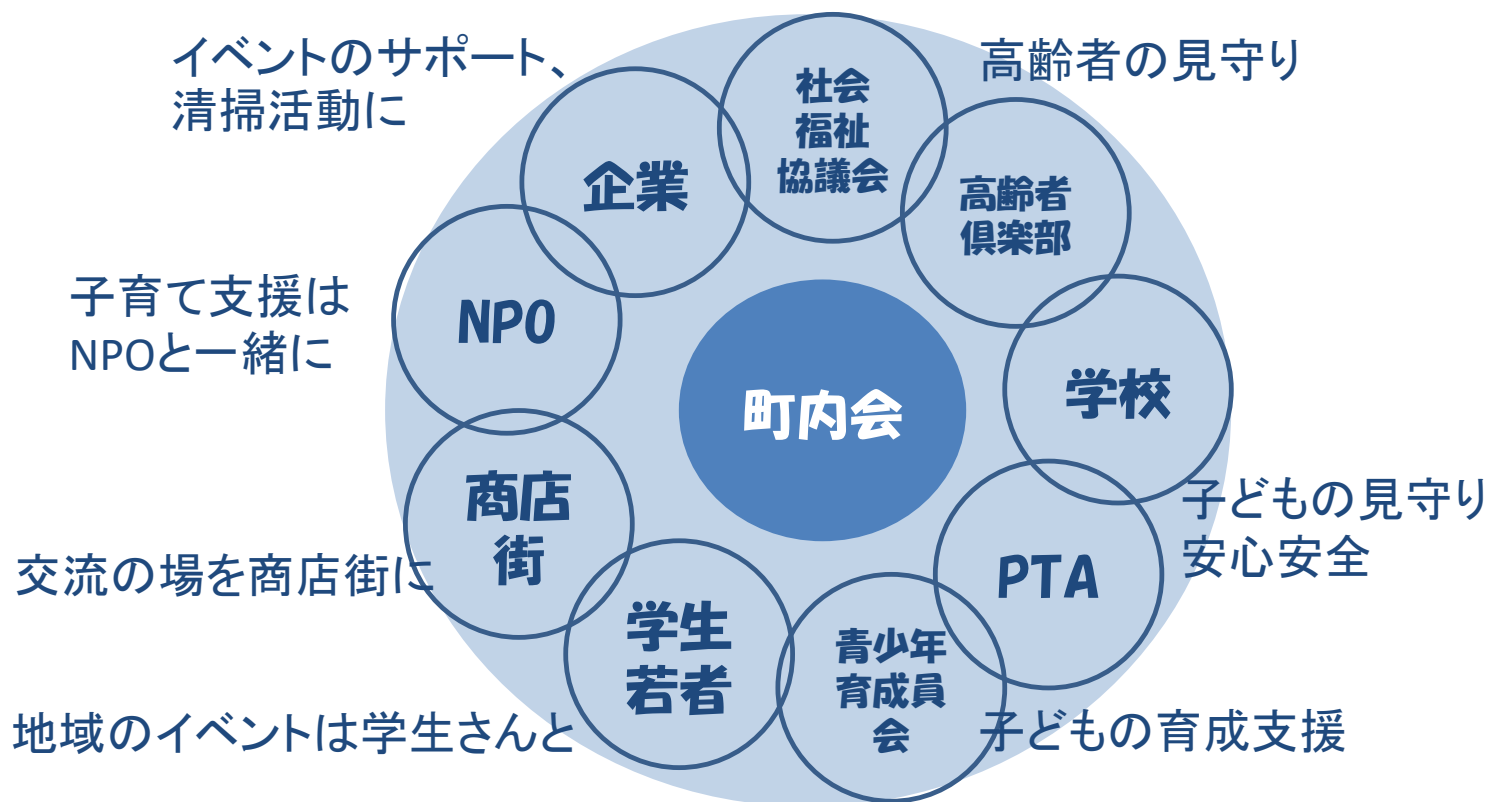 イベントのサポート、
清掃活動に
社会
福祉
協議会
高齢者の見守り
企業
高齢者
倶楽部
子育て支援は
NPOと一緒に
NPO
町内会
学校
商店
街
子どもの見守り
安心安全
交流の場を商店街に
PTA
学生
若者
青少年
育成員
会
地域のイベントは学生さんと
子どもの育成支援